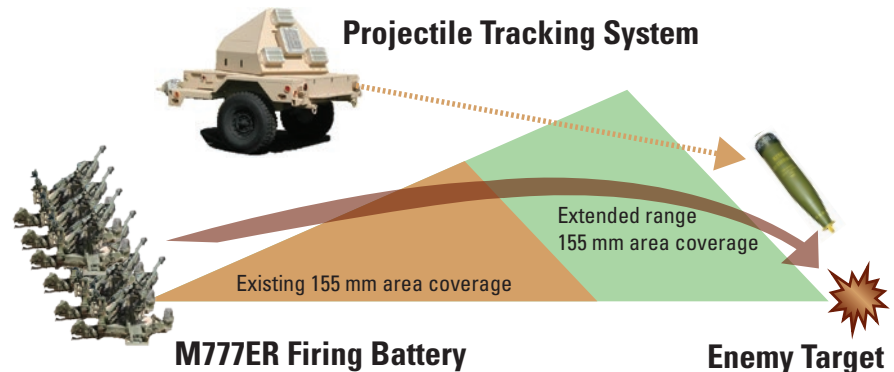 Projectile Tracking System
Extended range
155 mm area coverage
Existing 155 mm area coverage
M777ER Firing Battery
Enemy Target